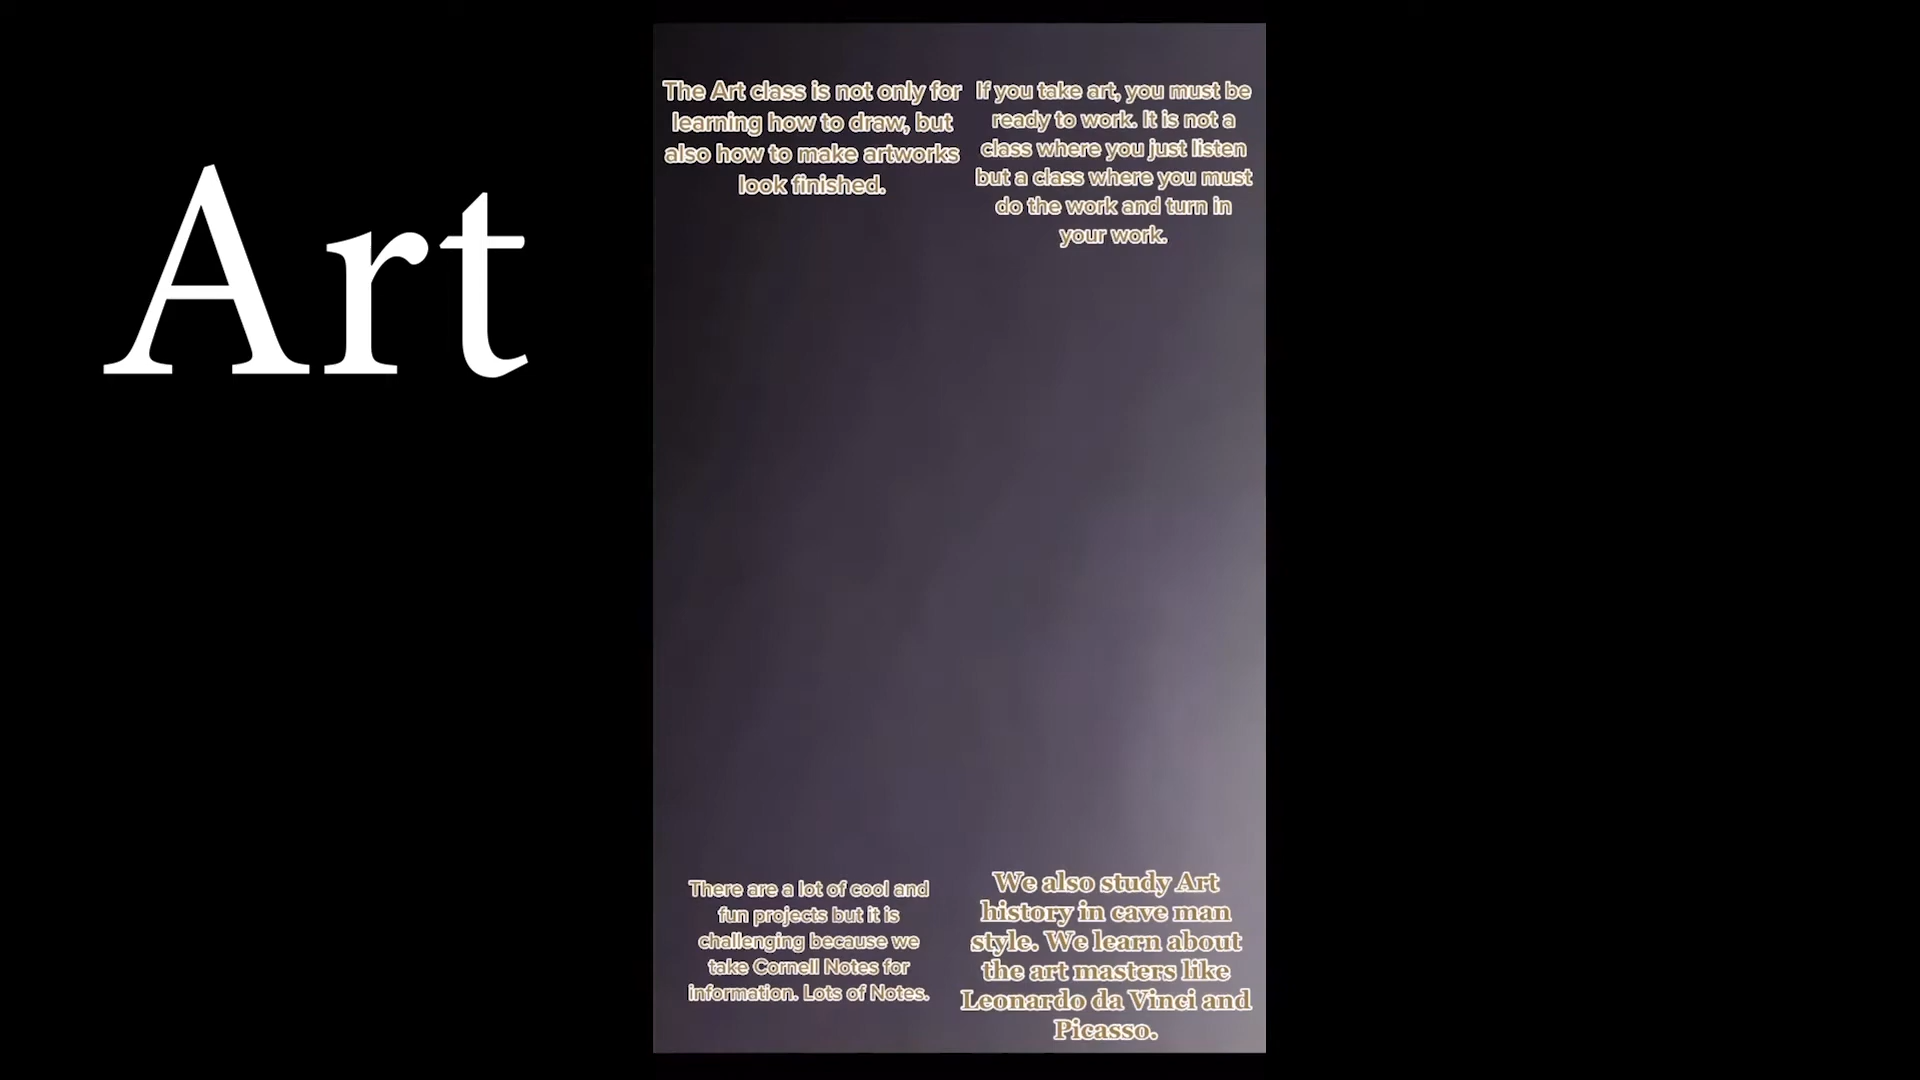 Art
The Art class is not only for
learning how to draw, but
also how to make artworks
look finished.
If you take art, you must be
ready to work. It is not a
class where you just listen
but a class where you must
do the work and turn in
your work.
There are a lot of cool and
fun projects but it is
challenging because we
take Cornell Notes for
information. Lots of Notes.
We also study Art
history in cave man
style. We learn about
the art masters like
Leonardo da Vinci and
Picasso.